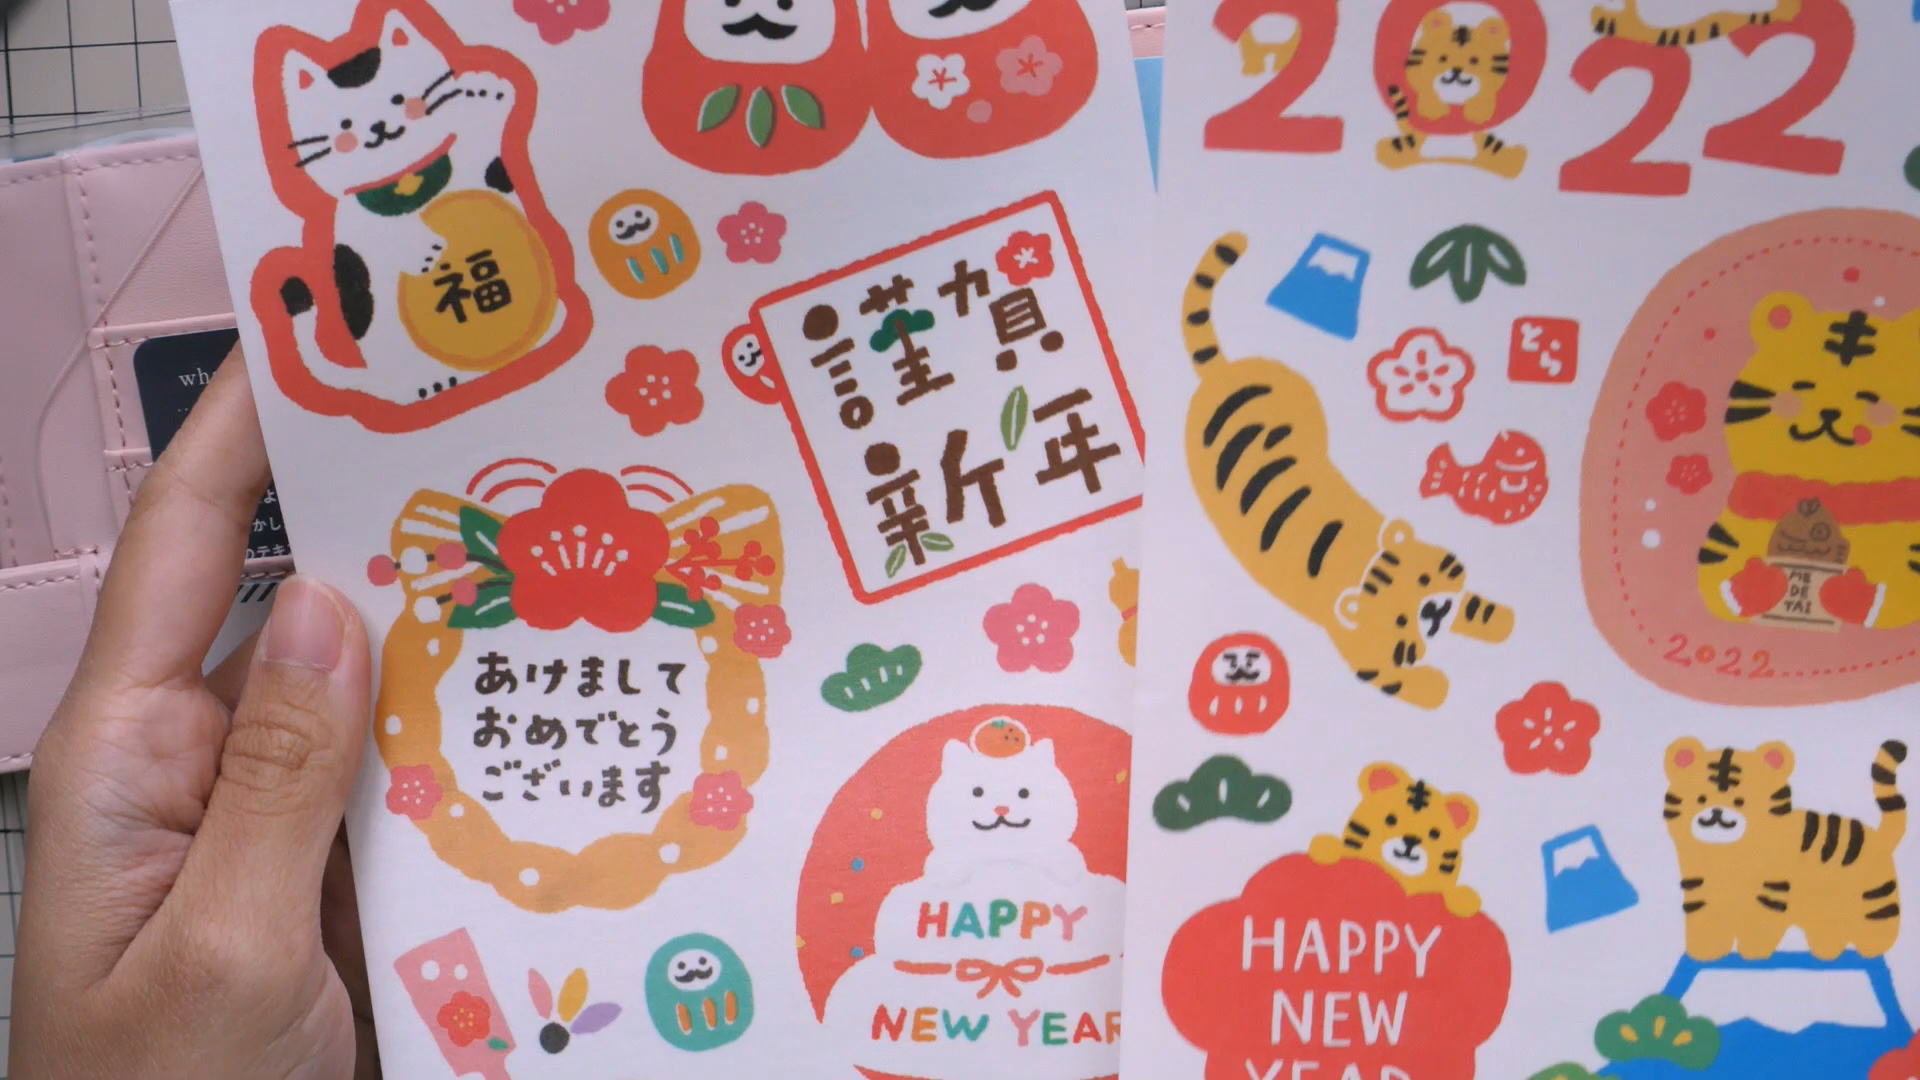 福
謹賀
新年
あけまして
おめでとう
ございます
HAPPY
NEW YEAR
2022
とら
ME
DE
TAI
2022
HAPPY
NEW
YEAR